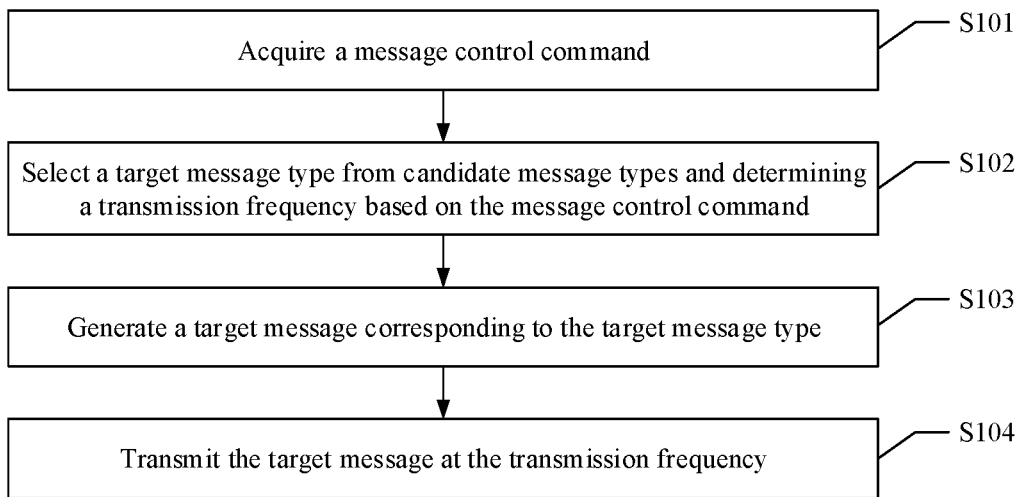 Acquire a message control command
S101
Select a target message type from candidate message types and determining
a transmission frequency based on the message control command
S102
Generate a target message corresponding to the target message type
S103
Transmit the target message at the transmission frequency
S104